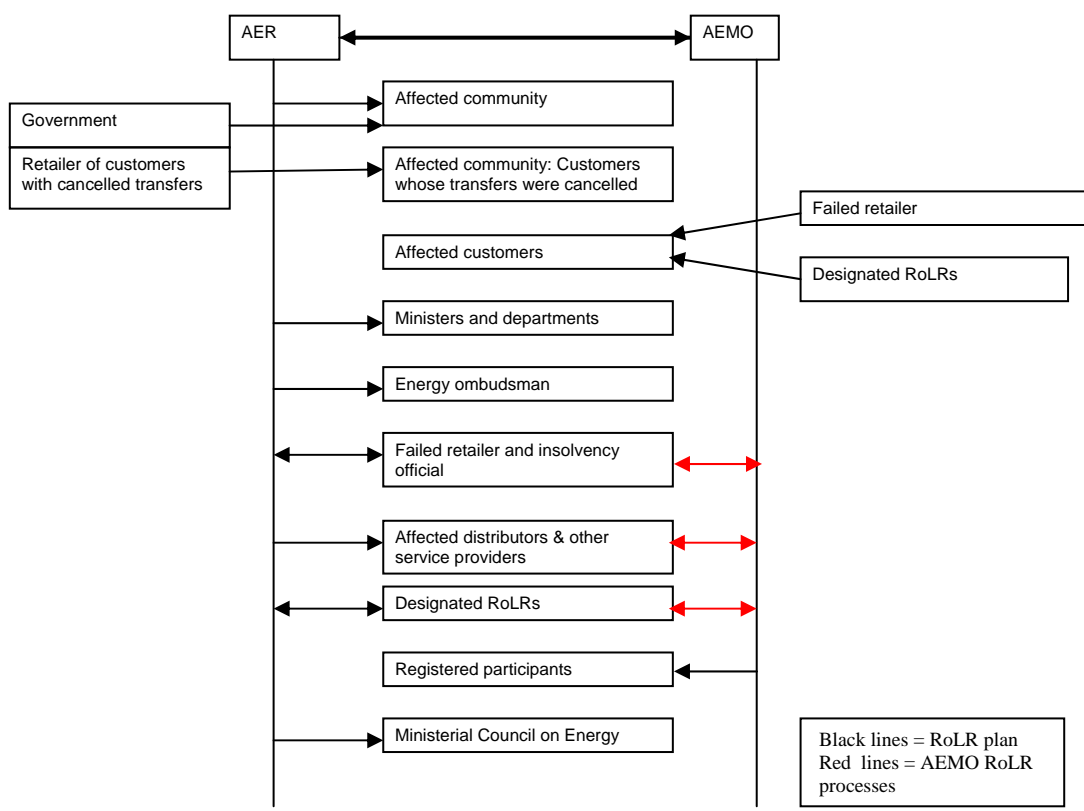 AER
AEMO
Affected community
Government
Retailer of customers
with cancelled transfers
Affected community: Customers
whose transfers were cancelled
Failed retailer
Affected customers
Designated RoLRs
Ministers and departments
Energy ombudsman
Failed retailer and insolvency
official
Affected distributors & other
service providers
Designated RoLRs
Registered participants
Ministerial Council on Energy
Black lines = RoLR plan
Red lines = AEMO RoLR
processes